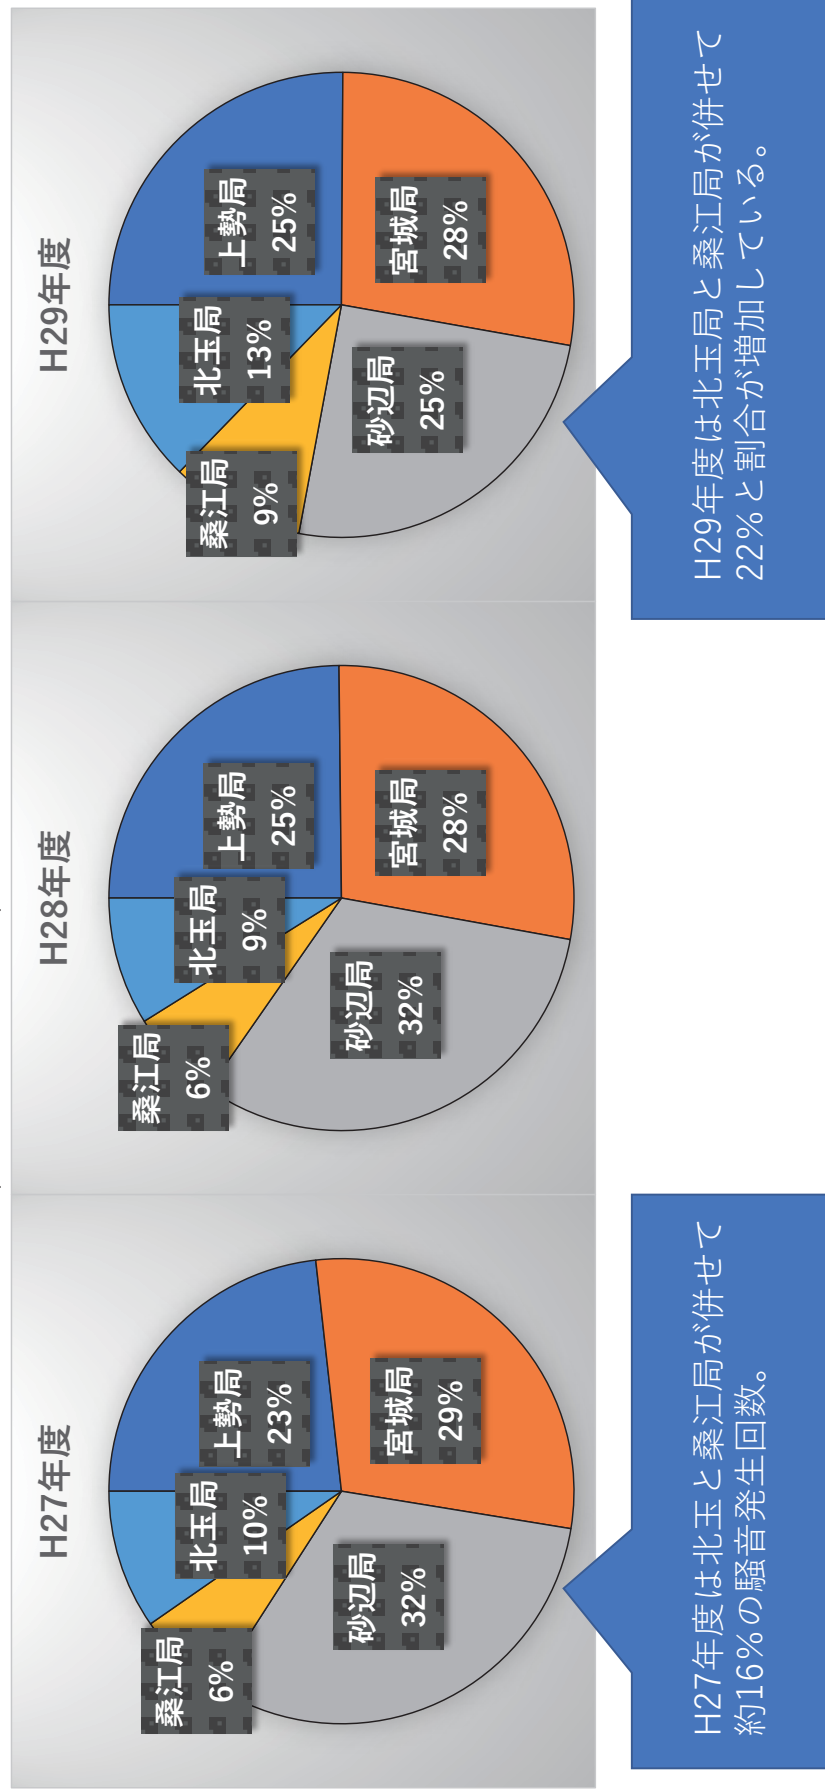 H27年度
上勢局
23%
宮城局
29%
砂辺局
32%
桑江局
6%
北玉局
10%
H28年度
上勢局
25%
宮城局
28%
砂辺局
32%
桑江局
6%
北玉局
9%
H29年度
上勢局
25%
宮城局
28%
砂辺局
25%
桑江局
9%
北玉局
13%
H27年度は北玉と桑江局が併せて
約16%の騒音発生回数。
H29年度は北玉局と桑江局が併せて
22%と割合が増加している。